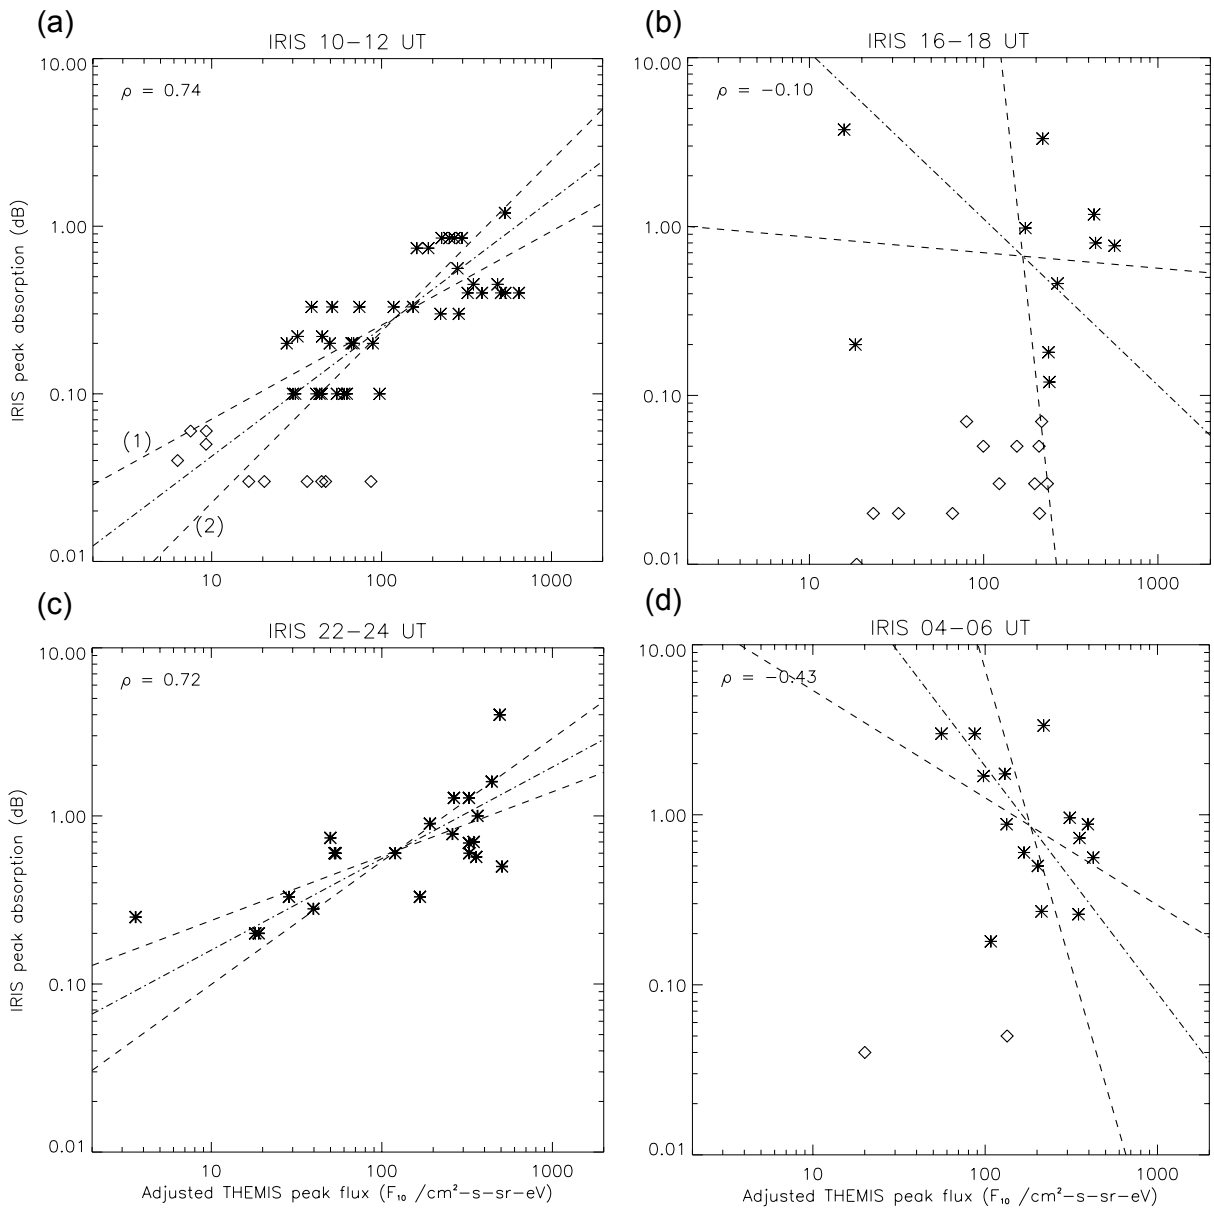 (a)
IRIS 10−12 UT
ρ = 0.74
10.00
1.00
0.10
0.01
IRIS peak absorption (dB)
(1)
(2)
10 100 1000
(b)
IRIS 16−18 UT
ρ = −0.10
10.00
1.00
0.10
0.01
10 100 1000
(c)
IRIS 22−24 UT
ρ = 0.72
10.00
1.00
0.10
0.01
IRIS peak absorption (dB)
10 100 1000
Adjusted THEMIS peak flux (F₁₀ /cm²−s−sr−eV)
(d)
IRIS 04−06 UT
ρ = −0.43
10.00
1.00
0.10
0.01
10 100 1000
Adjusted THEMIS peak flux (F₁₀ /cm²−s−sr−eV)